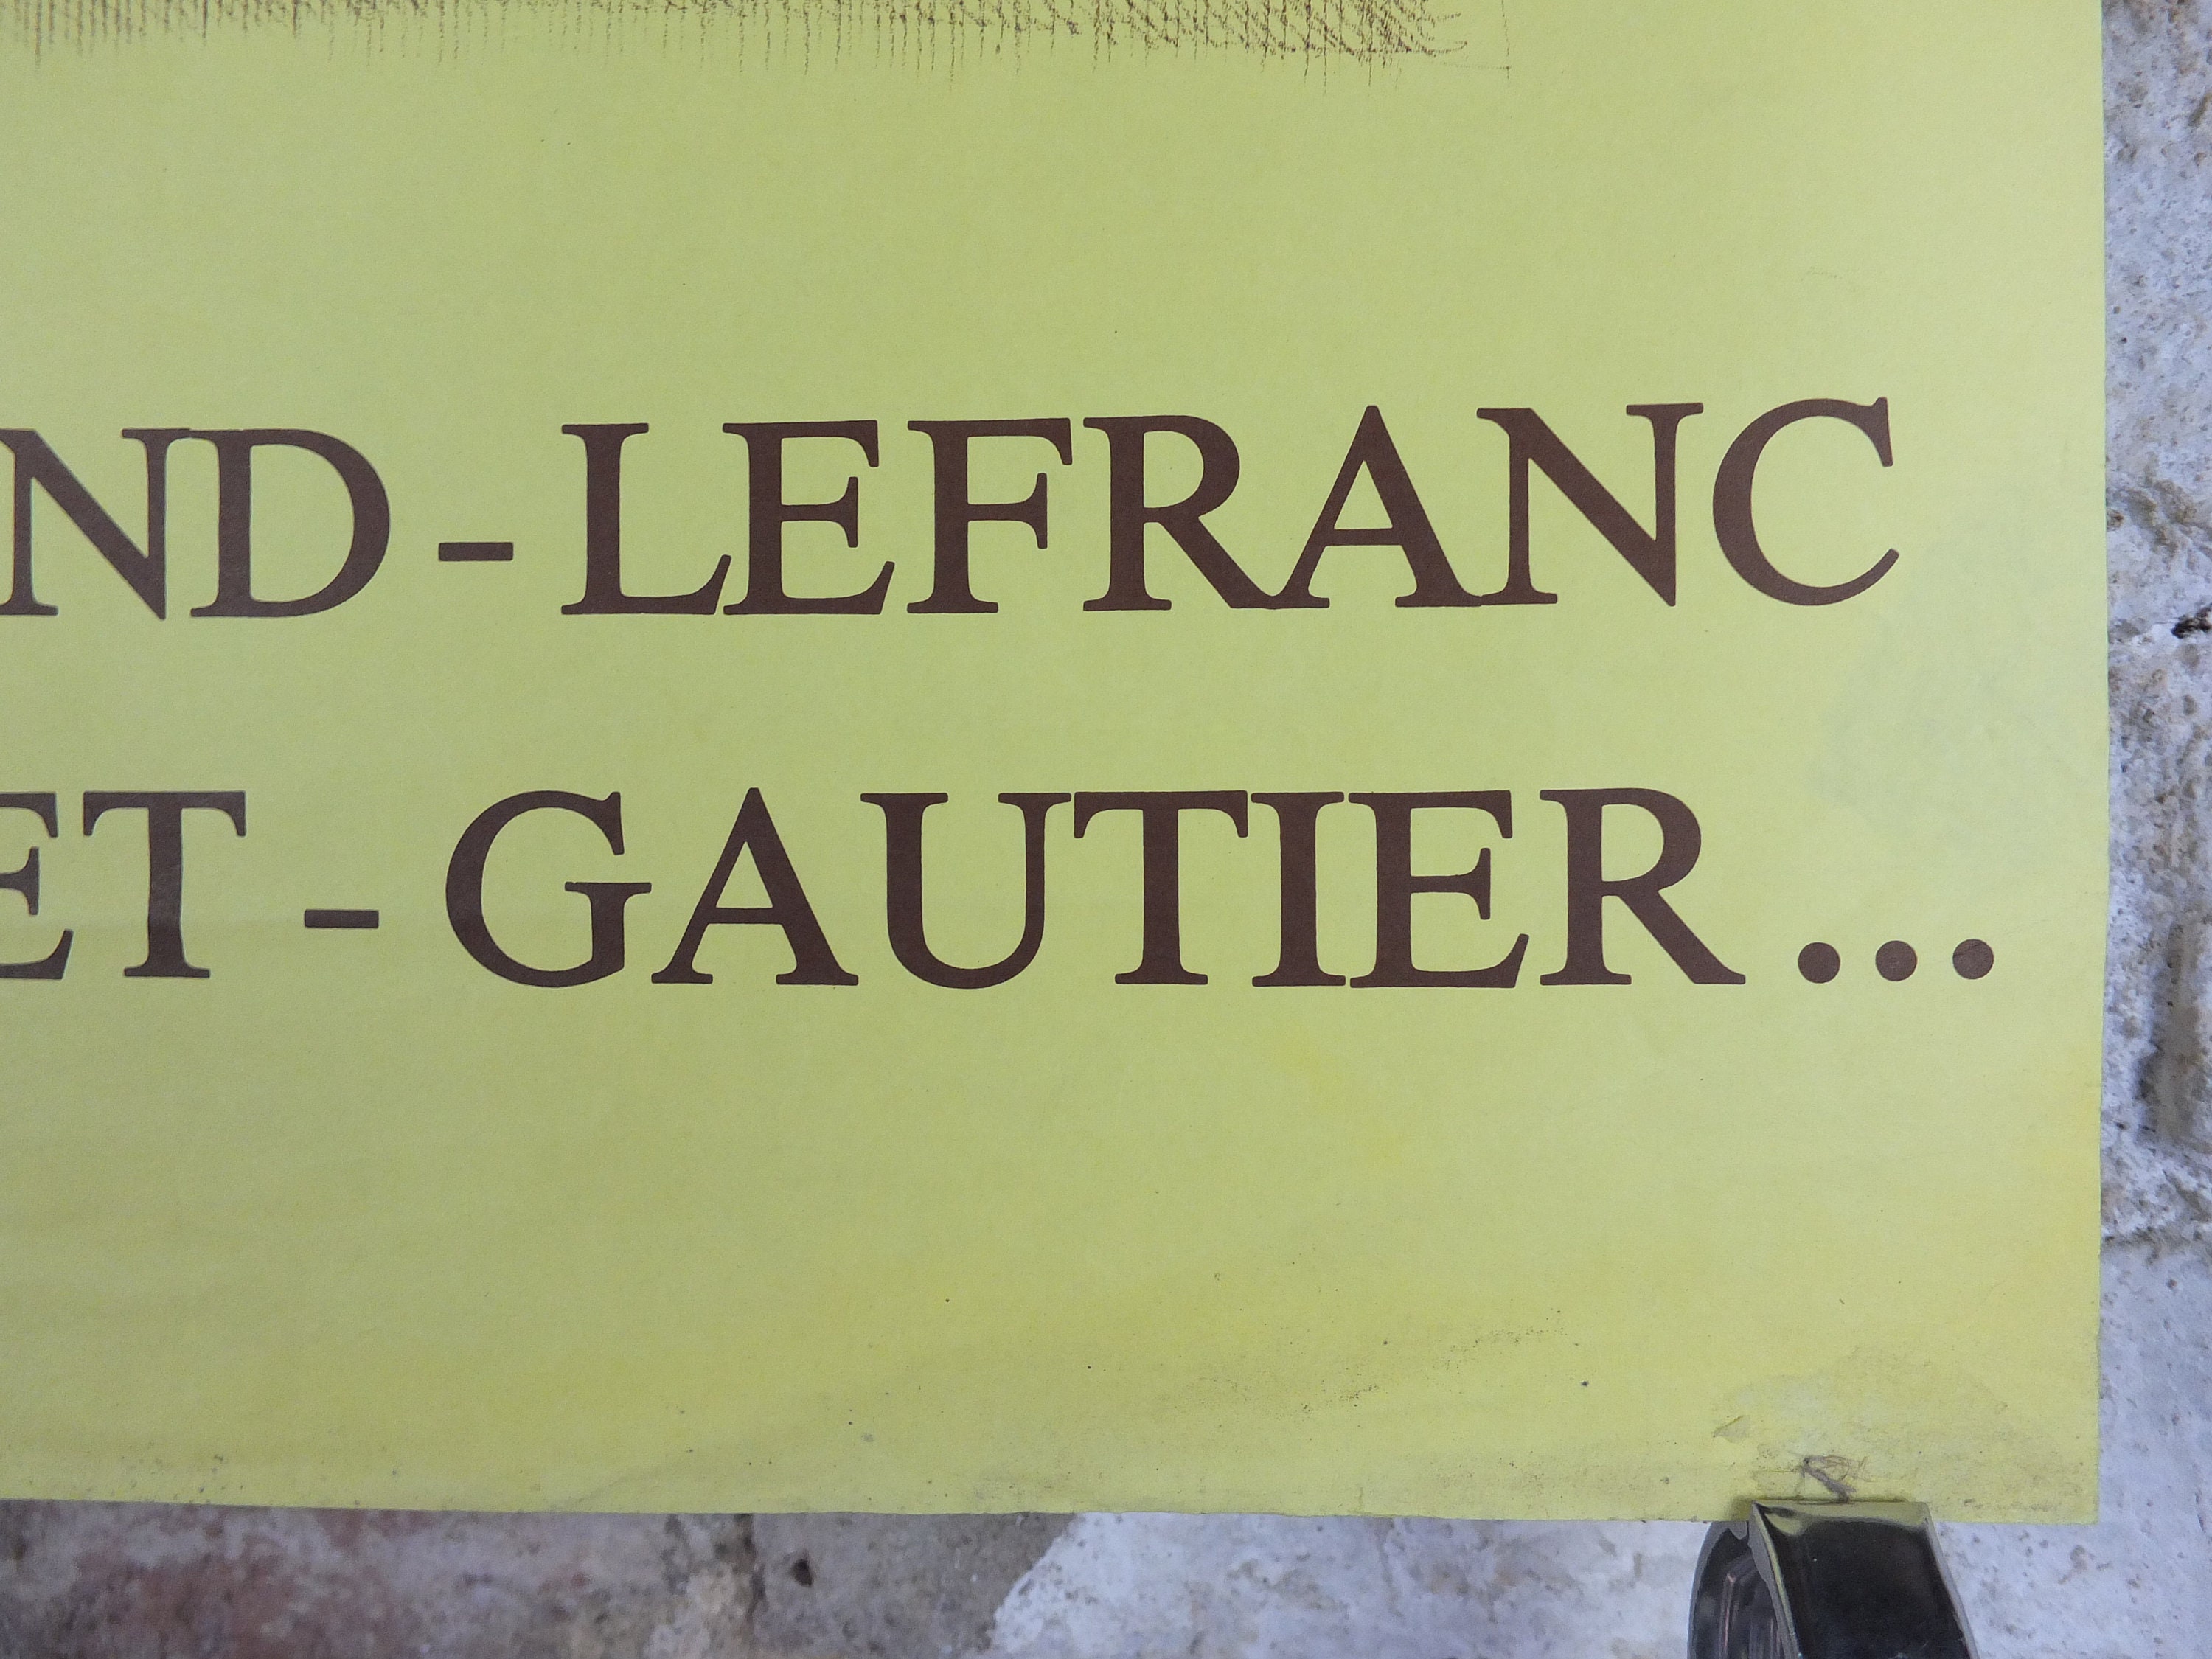 ND - LEFRANC
ET - GAUTIER...